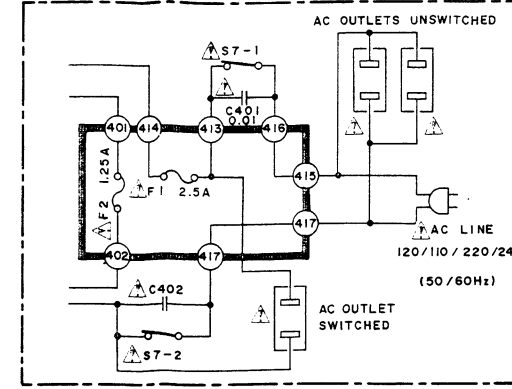 AC OUTLETS UNSWITCHED
S7-1
C401
0.01
401
414
413
416
1.25A
F2
F1
2.5A
415
417
AC LINE
120/110/220/24
(50/60Hz)
402
417
C402
S7-2
AC OUTLET
SWITCHED